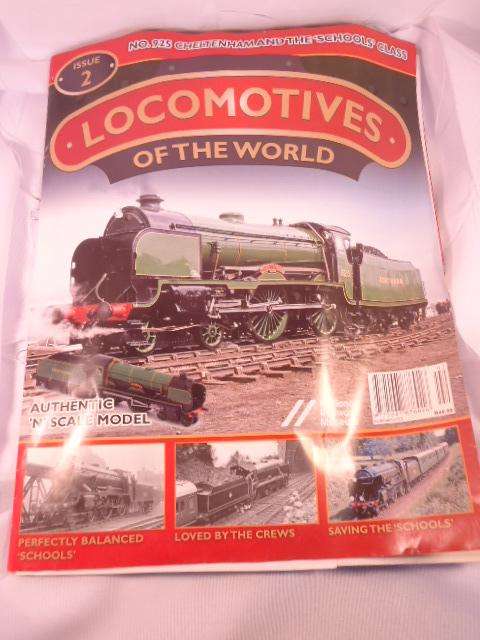 NO. 925 CHELTENHAM AND THE 'SCHOOLS' CLASS
ISSUE
2
LOCOMOTIVES
OF THE WORLD
AUTHENTIC
'N' SCALE MODEL
PERFECTLY BALANCED
'SCHOOLS'
LOVED BY THE CREWS
SAVING THE 'SCHOOLS'